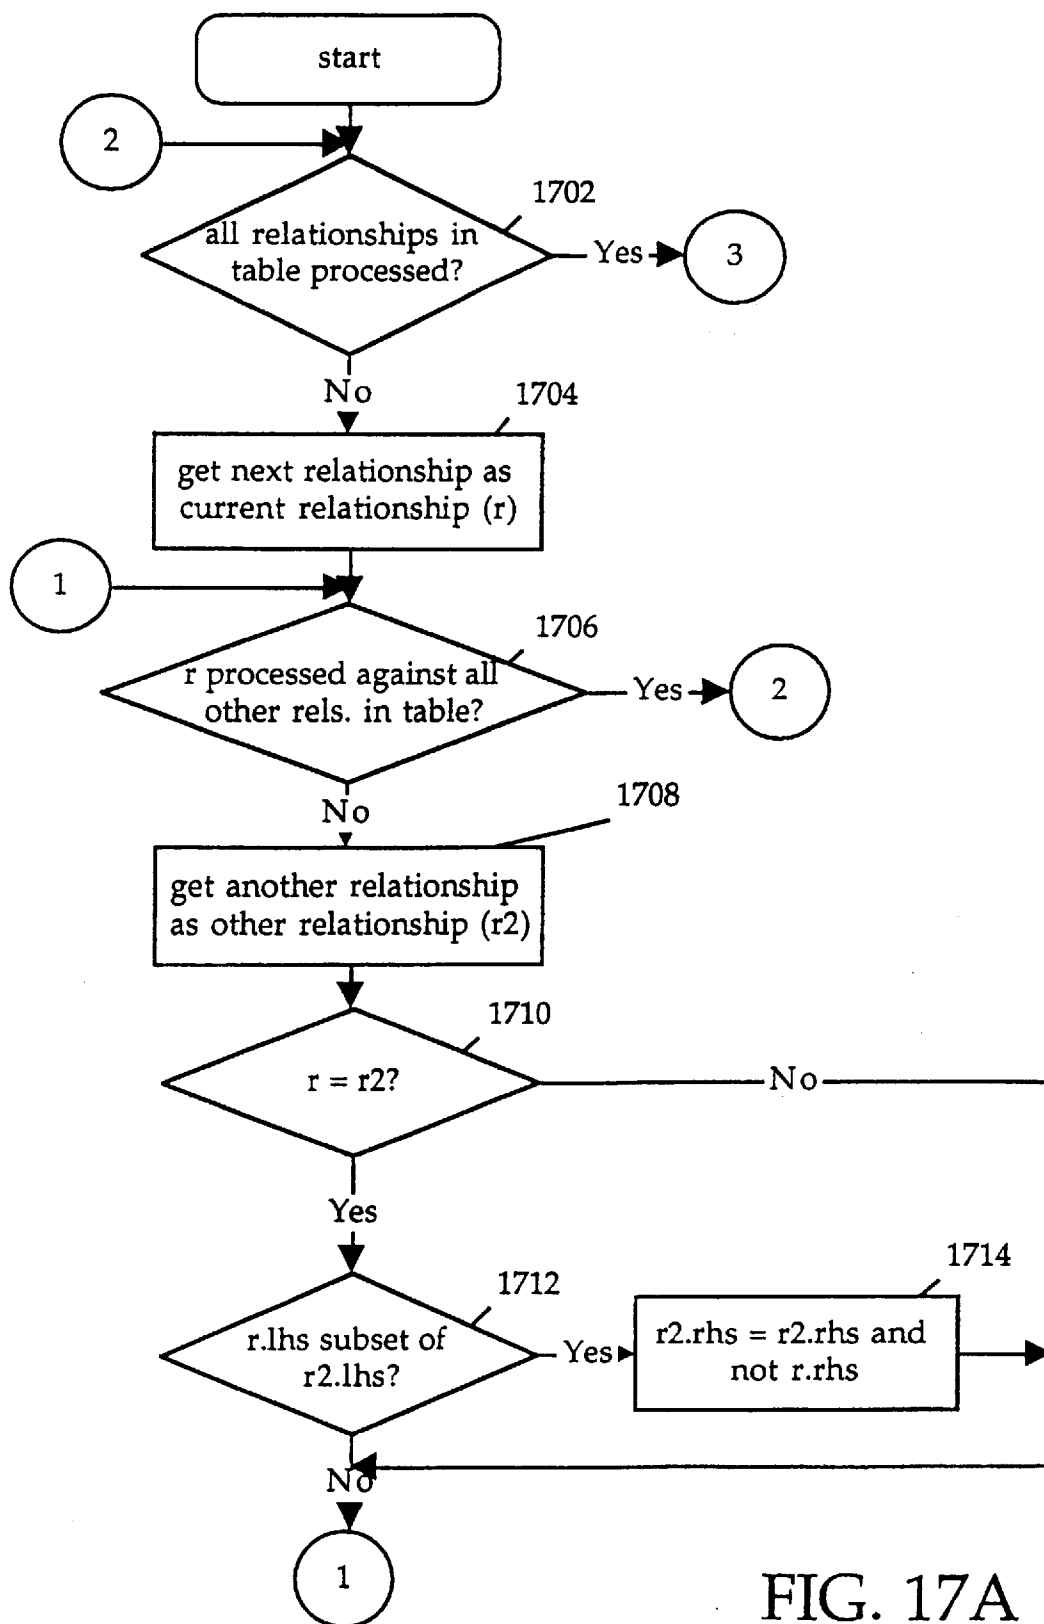 start
2
1702
all relationships in
table processed?
Yes
3
No
1704
get next relationship as
current relationship (r)
1
1706
r processed against all
other rels. in table?
Yes
2
No
1708
get another relationship
as other relationship (r2)
1710
r = r2?
No
Yes
1712
1714
r.lhs subset of
r2.lhs?
Yes
r2.rhs = r2.rhs and
not r.rhs
No
1
FIG. 17A